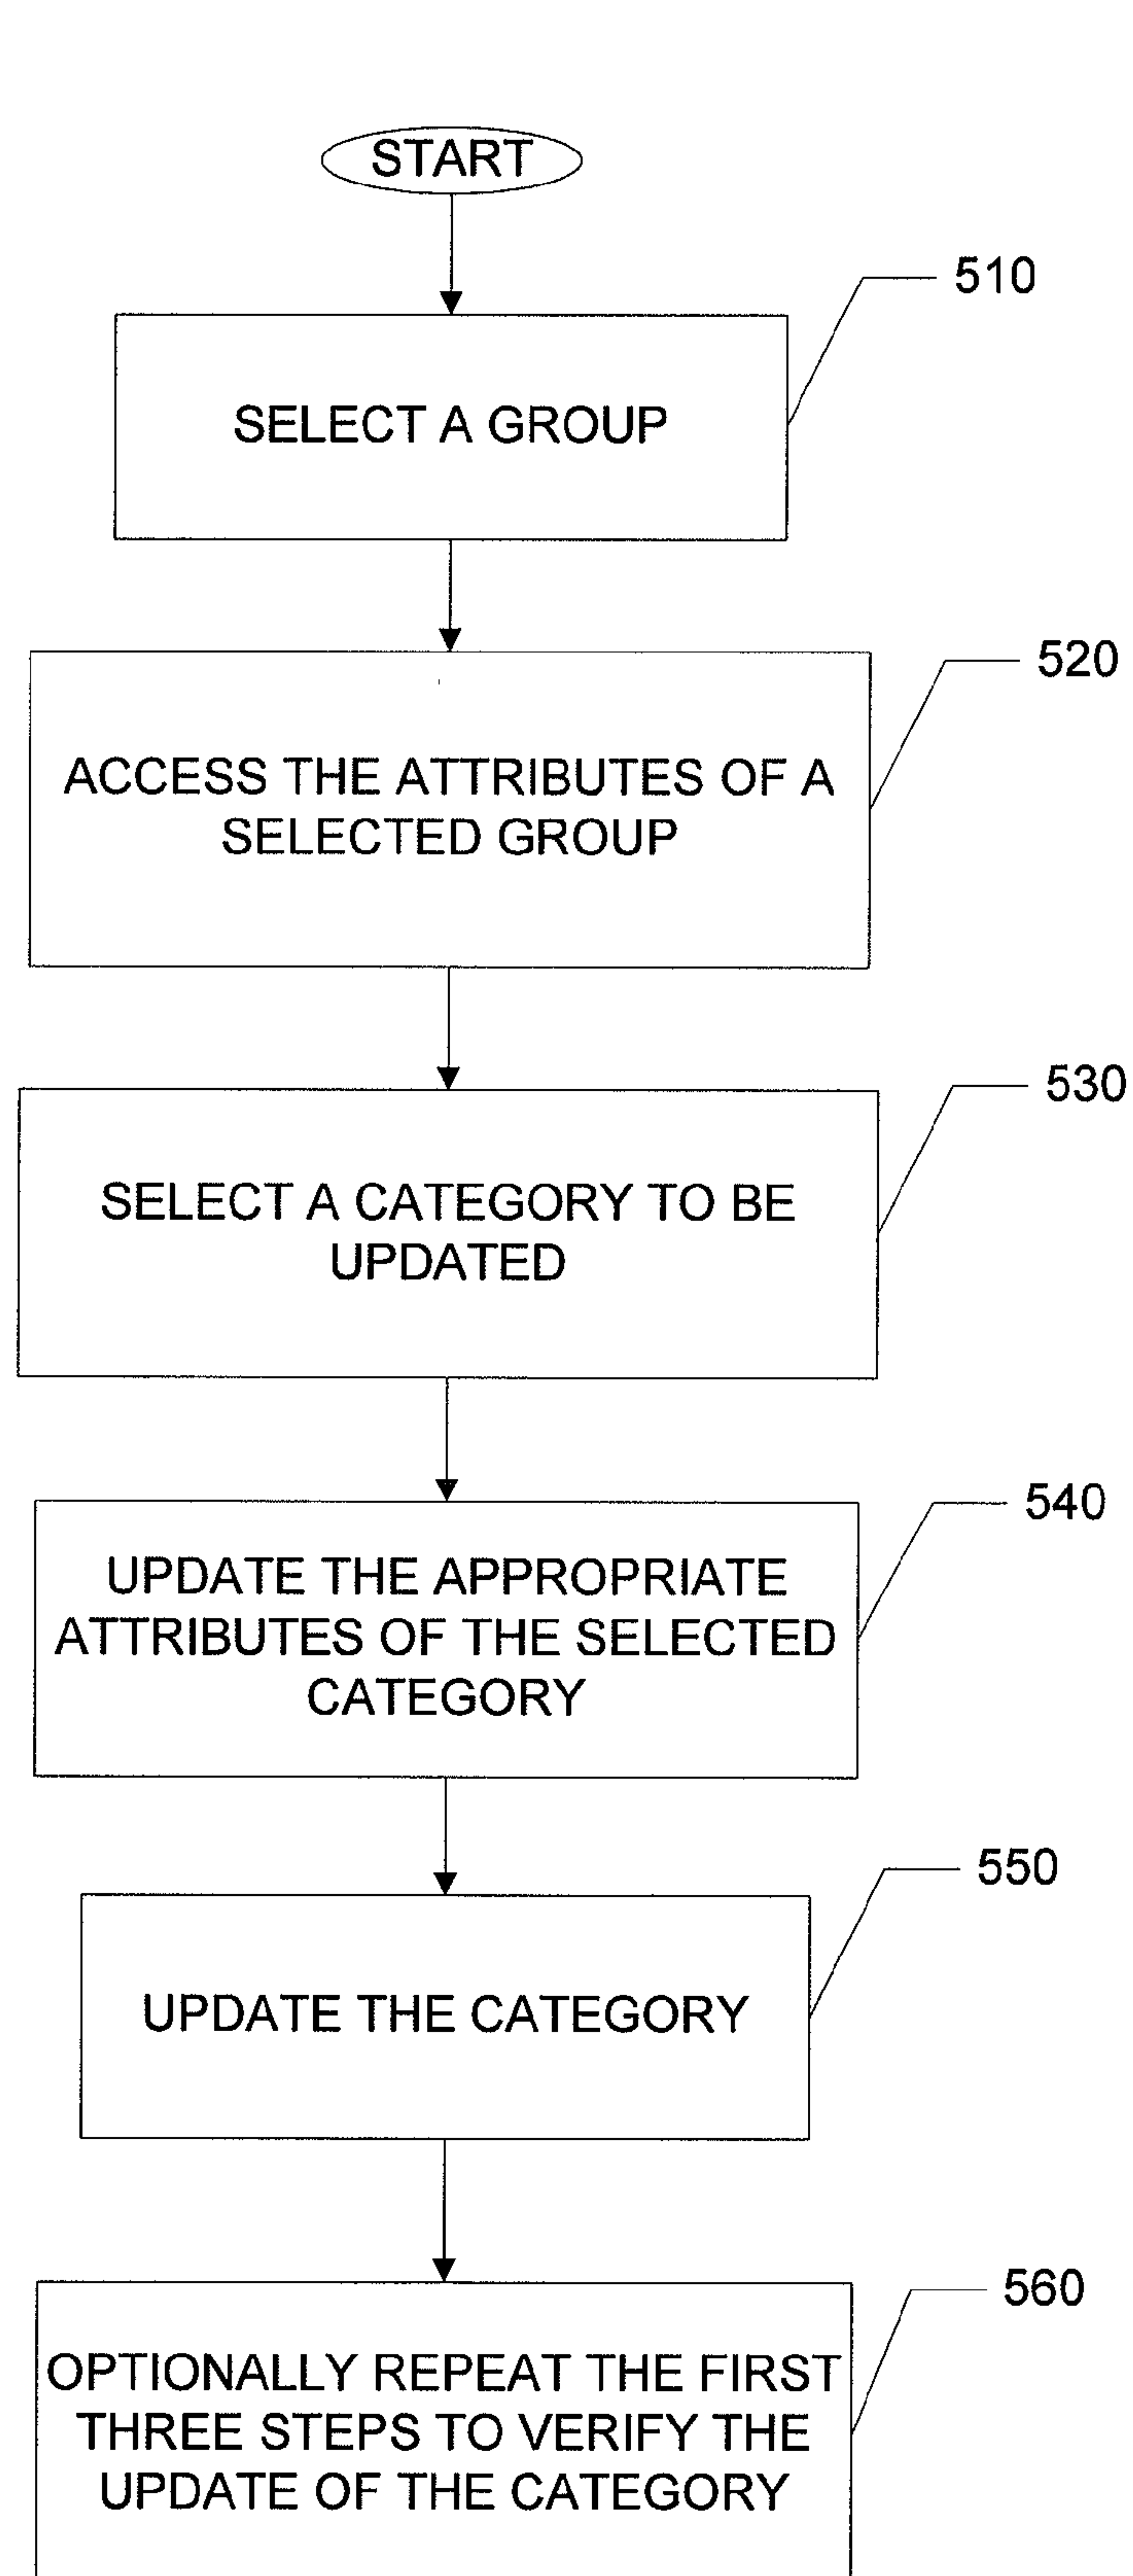 START
510
SELECT A GROUP
520
ACCESS THE ATTRIBUTES OF A
SELECTED GROUP
530
SELECT A CATEGORY TO BE
UPDATED
540
UPDATE THE APPROPRIATE
ATTRIBUTES OF THE SELECTED
CATEGORY
550
UPDATE THE CATEGORY
560
OPTIONALLY REPEAT THE FIRST
THREE STEPS TO VERIFY THE
UPDATE OF THE CATEGORY